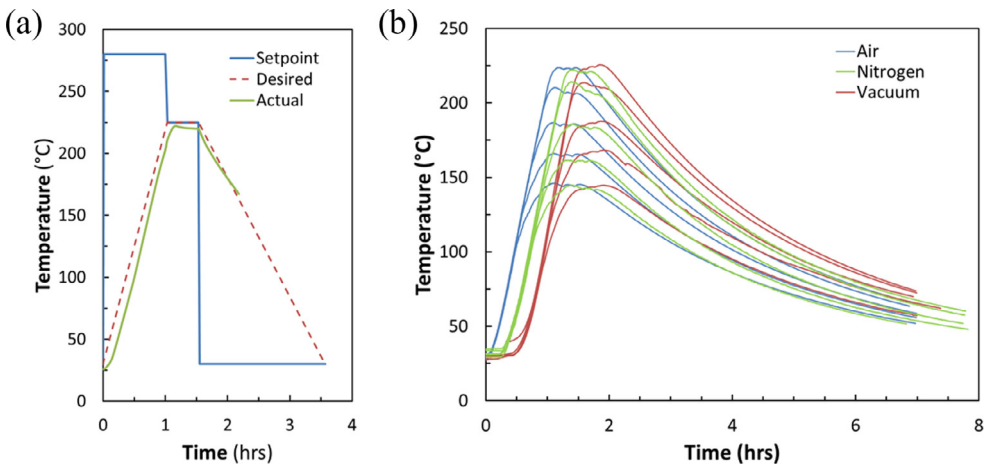 (a)
300
250
200
150
100
50
0
Temperature (°C)
Setpoint
Desired
Actual
0
1
2
3
4
Time (hrs)
(b)
250
200
150
100
50
0
Temperature (°C)
Air
Nitrogen
Vacuum
0
2
4
6
8
Time (hrs)